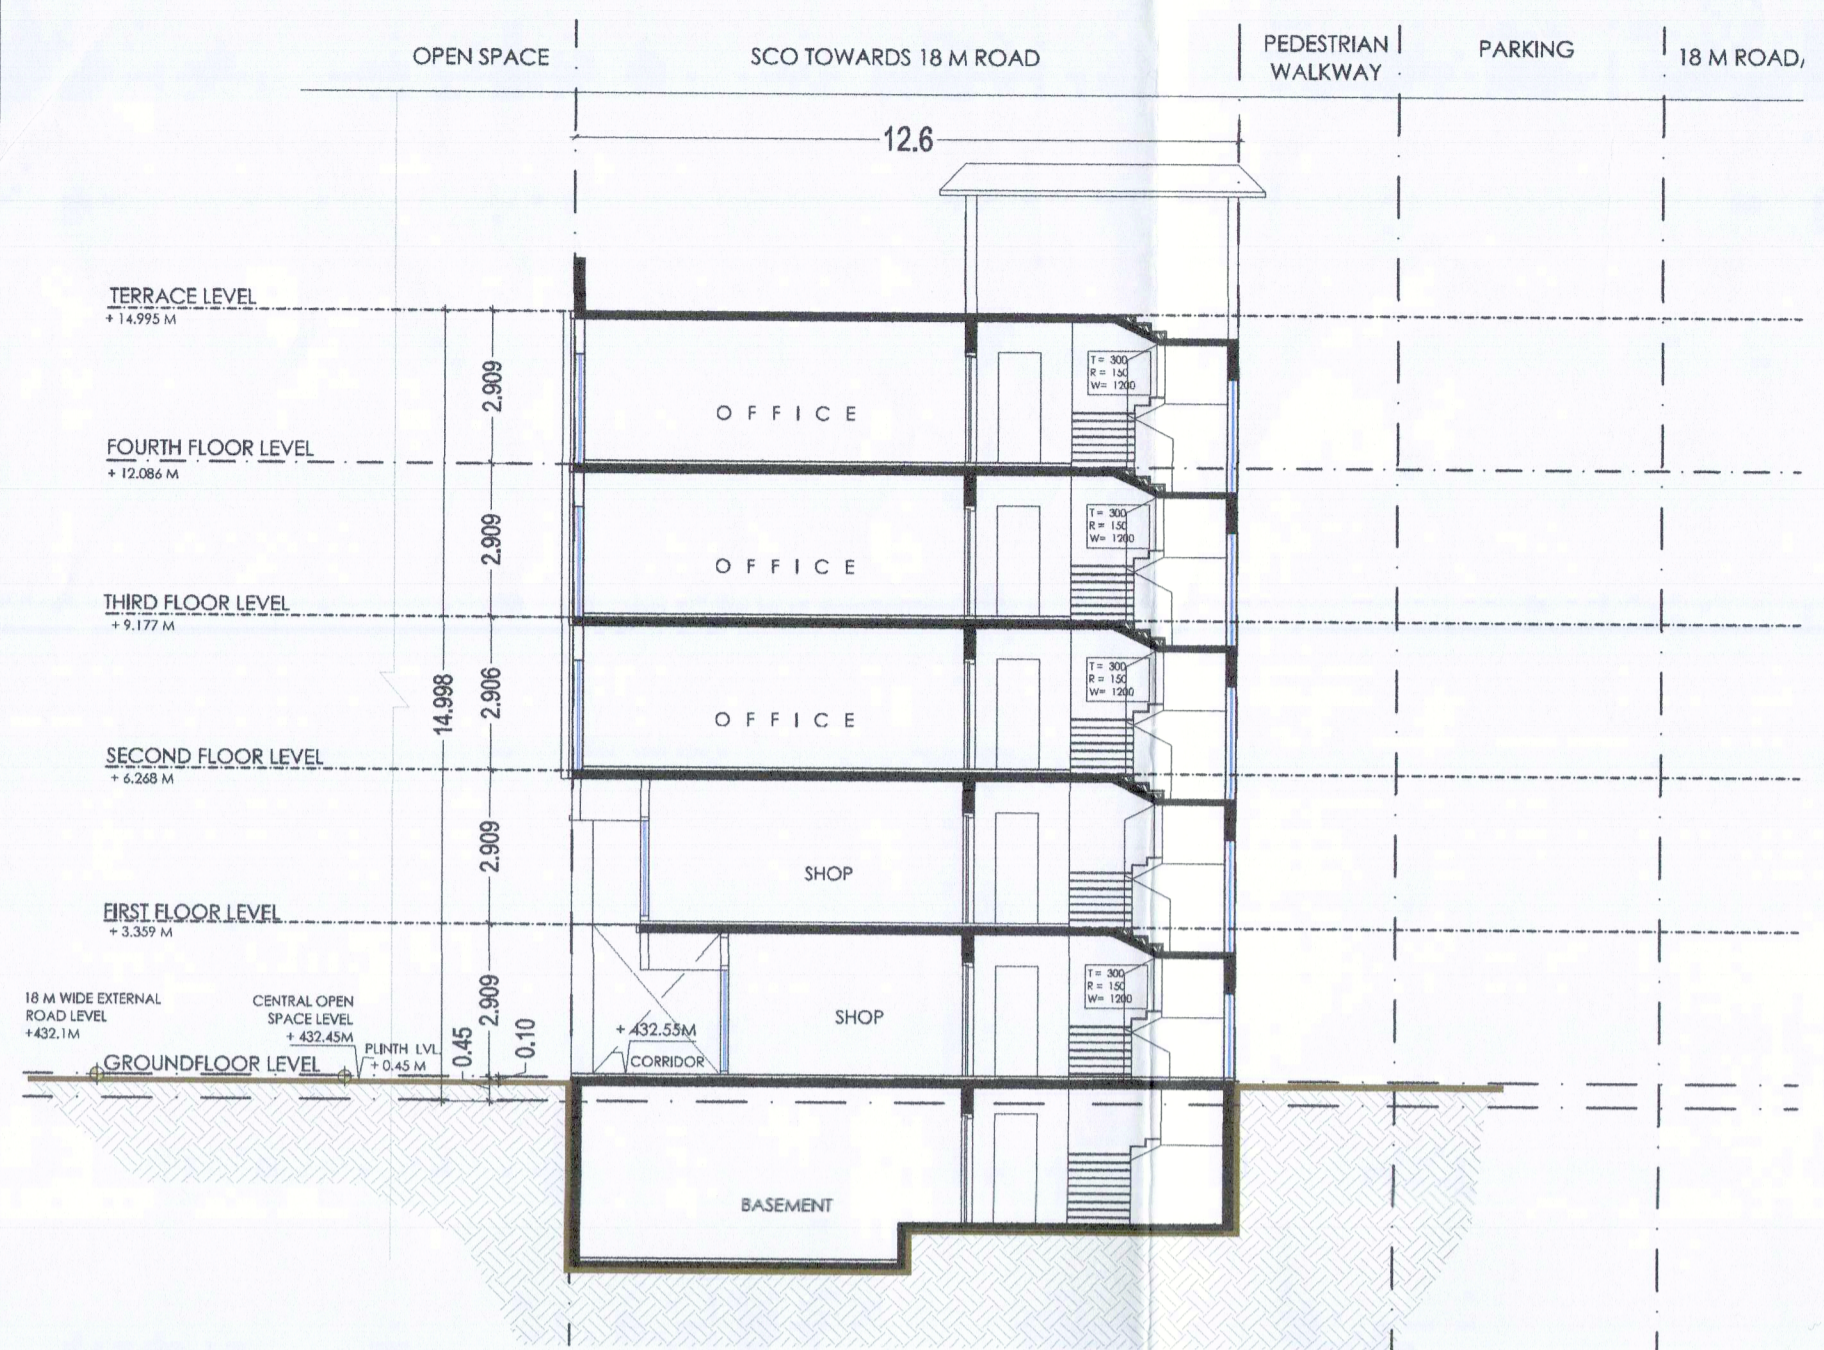 OPEN SPACE
SCO TOWARDS 18 M ROAD
PEDESTRIAN
WALKWAY
PARKING
18 M ROAD,
12.6
TERRACE LEVEL
+ 14.995 M
2.909
T= 300
R = 150
W= 1200
OFFICE
FOURTH FLOOR LEVEL
+ 12.086 M
2.909
T= 300
R = 150
W= 1200
OFFICE
THIRD FLOOR LEVEL
+ 9.177 M
14.998
2.906
T= 300
R = 150
W= 1200
OFFICE
SECOND FLOOR LEVEL
+ 6.268 M
2.909
SHOP
FIRST FLOOR LEVEL
+ 3.359 M
2.909
T= 300
R = 150
W= 1200
18 M WIDE EXTERNAL
ROAD LEVEL
+432.1M
CENTRAL OPEN
SPACE LEVEL
+ 432.45M
PLINTH LVL
+ 0.45 M
0.45
0.10
+ 432.55M
CORRIDOR
SHOP
GROUNDFLOOR LEVEL
BASEMENT